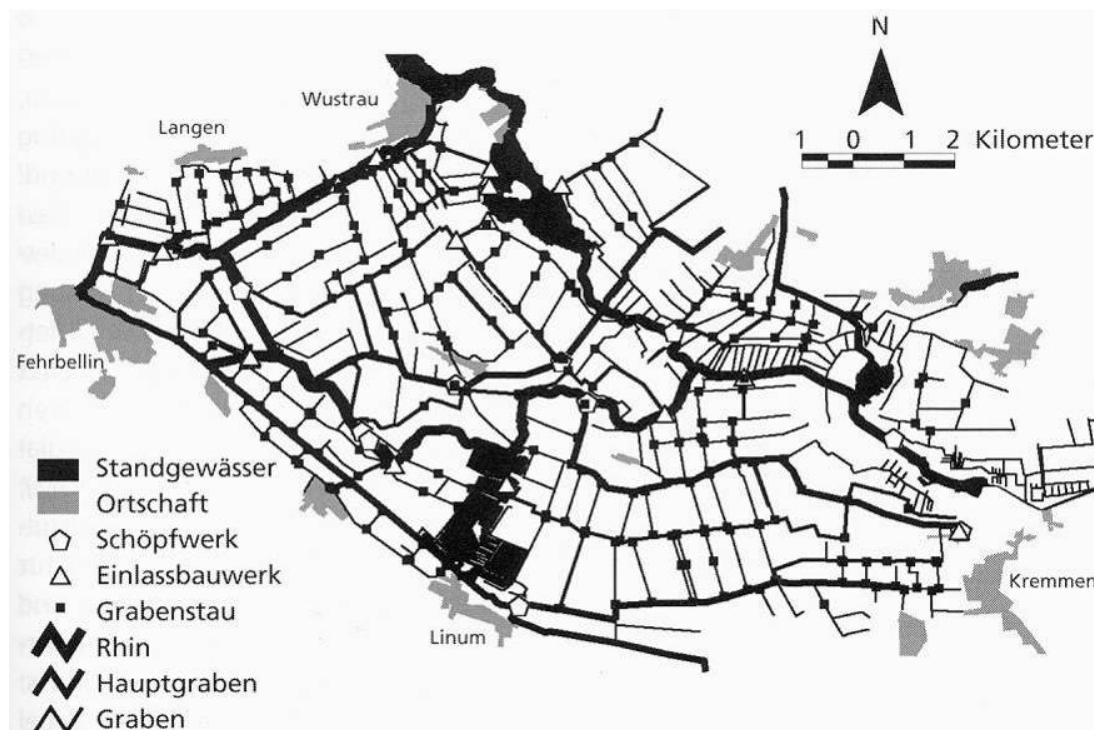 N
Wustrau
Langen
1 0 1 2 Kilometer
Fehrbellin
Standgewässer
Ortschaft
Schöpfwerk
Einlassbauwerk
Grabenstau
Rhin
Hauptgraben
Graben
Linum
Kremmen